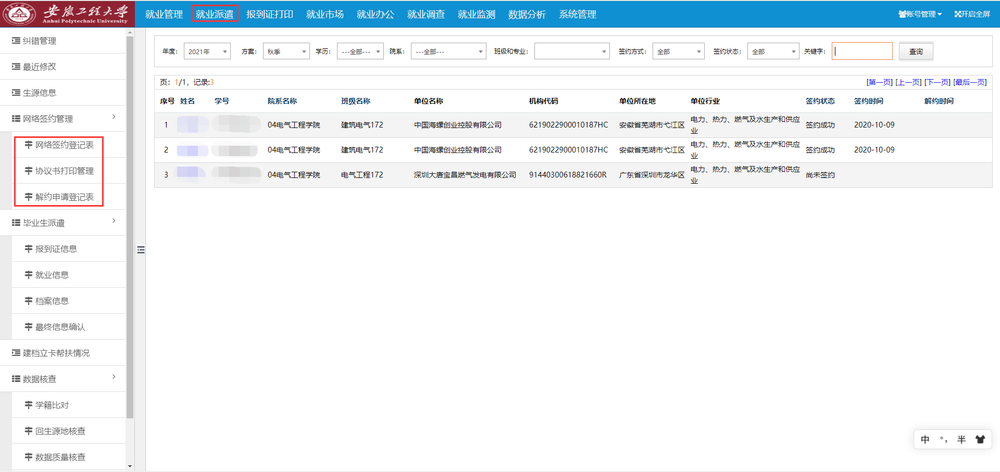 安徽工程大学
Anhui Polytechnic University
就业管理 就业派遣 报到证打印 就业市场 就业办公 就业调查 就业监测 数据分析 系统管理
账号管理 开启全屏
纠错管理
最近修改
生源信息
网络签约管理
网络签约登记表
协议书打印管理
解约申请登记表
毕业生派遣
报到证信息
就业信息
档案信息
最终信息确认
建档立卡帮扶情况
数据核查
学籍比对
回生源地核查
数据质量核查
年度： 2021年 方案： 秋季 学历： ---全部--- 院系： ---全部--- 班级和专业： 签约方式： 全部 签约状态： 全部 关键字： 查询
页：1/1，记录:3 [第一页] [上一页] [下一页] [最后一页]
序号 姓名 学号 院系名称 班级名称 单位名称 机构代码 单位所在地 单位行业 签约状态 签约时间 解约时间
1 04电气工程学院 建筑电气172 中国海螺创业控股有限公司 6219022900010187HC 安徽省芜湖市弋江区 电力、热力、燃气及水生产和供应业 签约成功 2020-10-09
2 04电气工程学院 建筑电气172 中国海螺创业控股有限公司 6219022900010187HC 安徽省芜湖市弋江区 电力、热力、燃气及水生产和供应业 签约成功 2020-10-09
3 04电气工程学院 电气工程172 深圳大唐宝昌燃气发电有限公司 91440300618821660R 广东省深圳市龙华区 电力、热力、燃气及水生产和供应业 尚未签约
中 °， 半